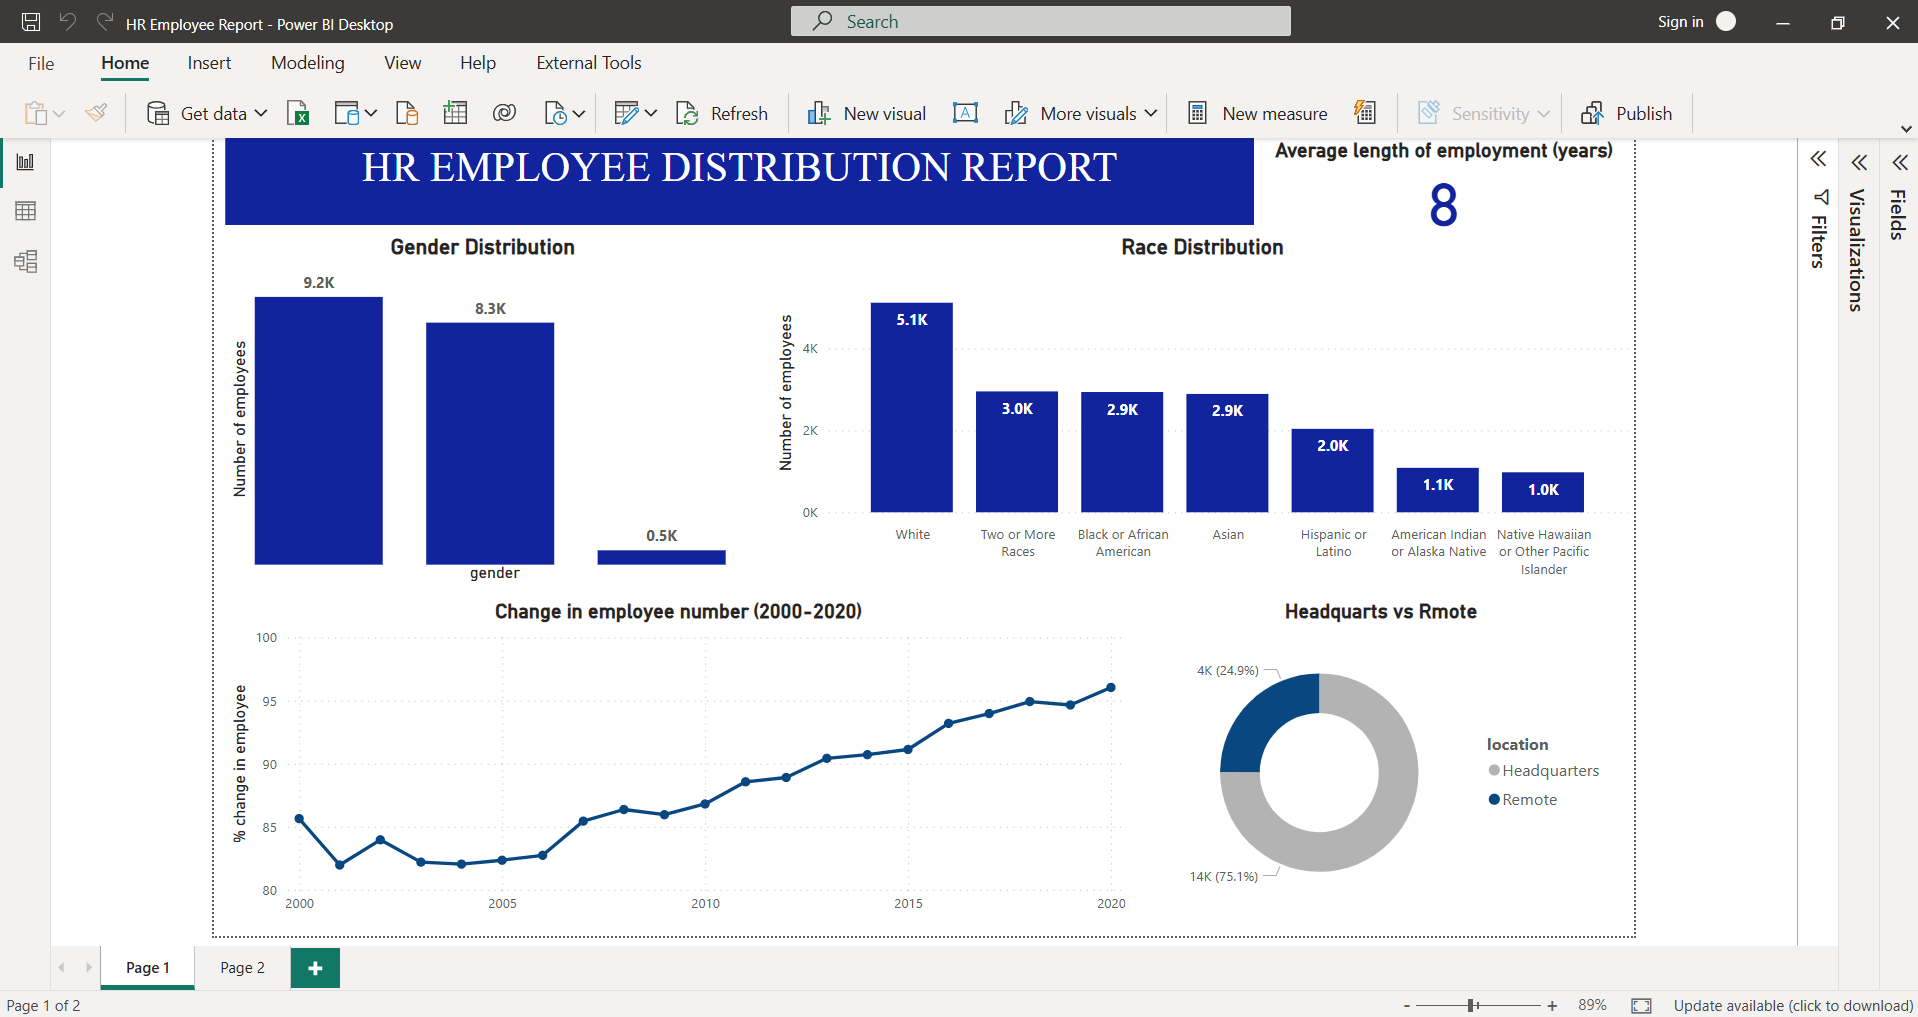 HR Employee Report - Power BI Desktop
Search
Sign in
File Home Insert Modeling View Help External Tools
Get data
Refresh
New visual
A
More visuals
New measure
Sensitivity
Publish
HR EMPLOYEE DISTRIBUTION REPORT
Average length of employment (years)
8
Filters
Visualizations
Fields
Gender Distribution
Number of employees
9.2K
8.3K
0.5K
gender
Race Distribution
Number of employees
4K
2K
0K
5.1K
3.0K
2.9K
2.9K
2.0K
1.1K
1.0K
White
Two or More
Races
Black or African
American
Asian
Hispanic or
Latino
American Indian
or Alaska Native
Native Hawaiian
or Other Pacific
Islander
Change in employee number (2000-2020)
% change in employee
100
95
90
85
80
2000 2005 2010 2015 2020
Headquarts vs Rmote
4K (24.9%)
14K (75.1%)
location
Headquarters
Remote
Page 1 Page 2
Page 1 of 2
- + 89%
Update available (click to download)